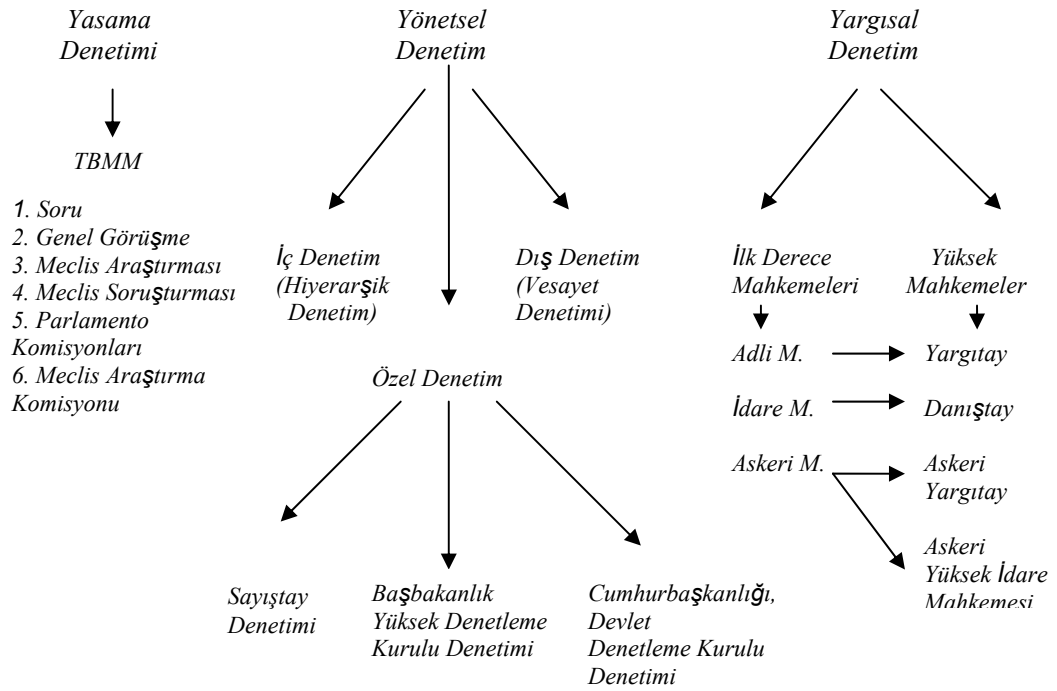 Yasama
Denetimi
TBMM
1. Soru
2. Genel Görüşme
3. Meclis Araştırması
4. Meclis Soruşturması
5. Parlamento
Komisyonları
6. Meclis Araştırma
Komisyonu
Yönetsel
Denetim
İç Denetim
(Hiyerarşik
Denetim)
Dış Denetim
(Vesayet
Denetimi)
Özel Denetim
Sayıştay
Denetimi
Başbakanlık
Yüksek Denetleme
Kurulu Denetimi
Cumhurbaşkanlığı,
Devlet
Denetleme Kurulu
Denetimi
Yargısal
Denetim
İlk Derece
Mahkemeleri
Yüksek
Mahkemeler
Adli M.
Yargıtay
İdare M.
Danıştay
Askeri M.
Askeri
Yargıtay
Askeri
Yüksek İdare
Mahkemesi